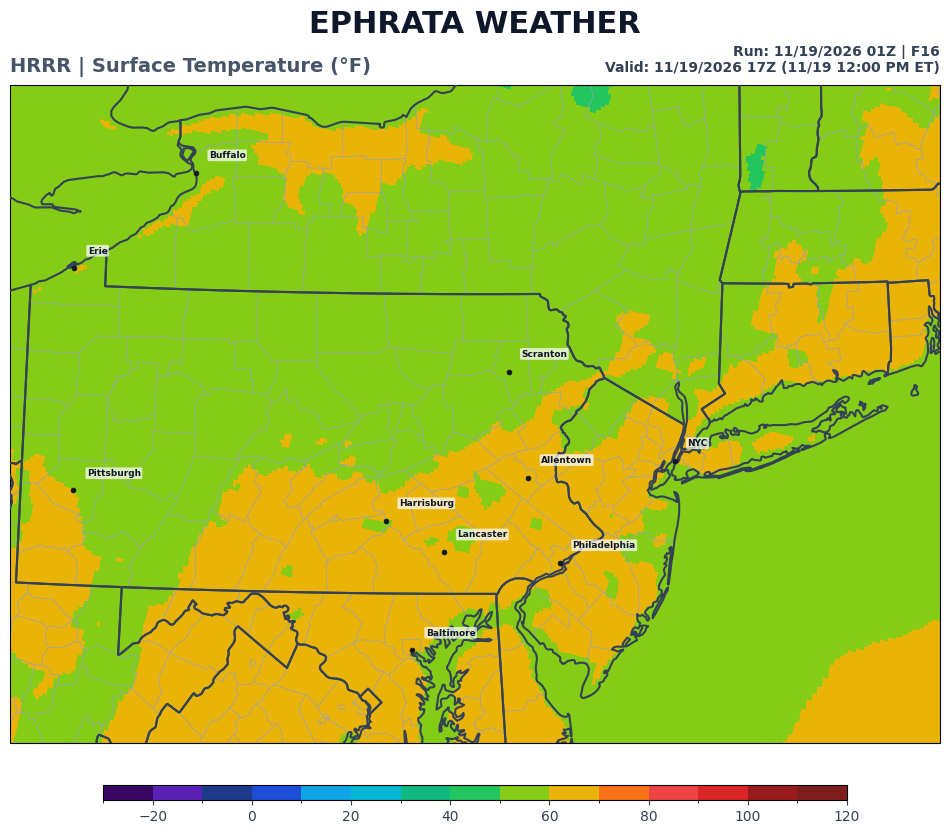 EPHRATA WEATHER
HRRR | Surface Temperature (°F)
Run: 11/19/2026 01Z | F16
Valid: 11/19/2026 17Z (11/19 12:00 PM ET)
Buffalo
Erie
Scranton
NYC
Allentown
Pittsburgh
Harrisburg
Lancaster
Philadelphia
Baltimore
−20 0 20 40 60 80 100 120